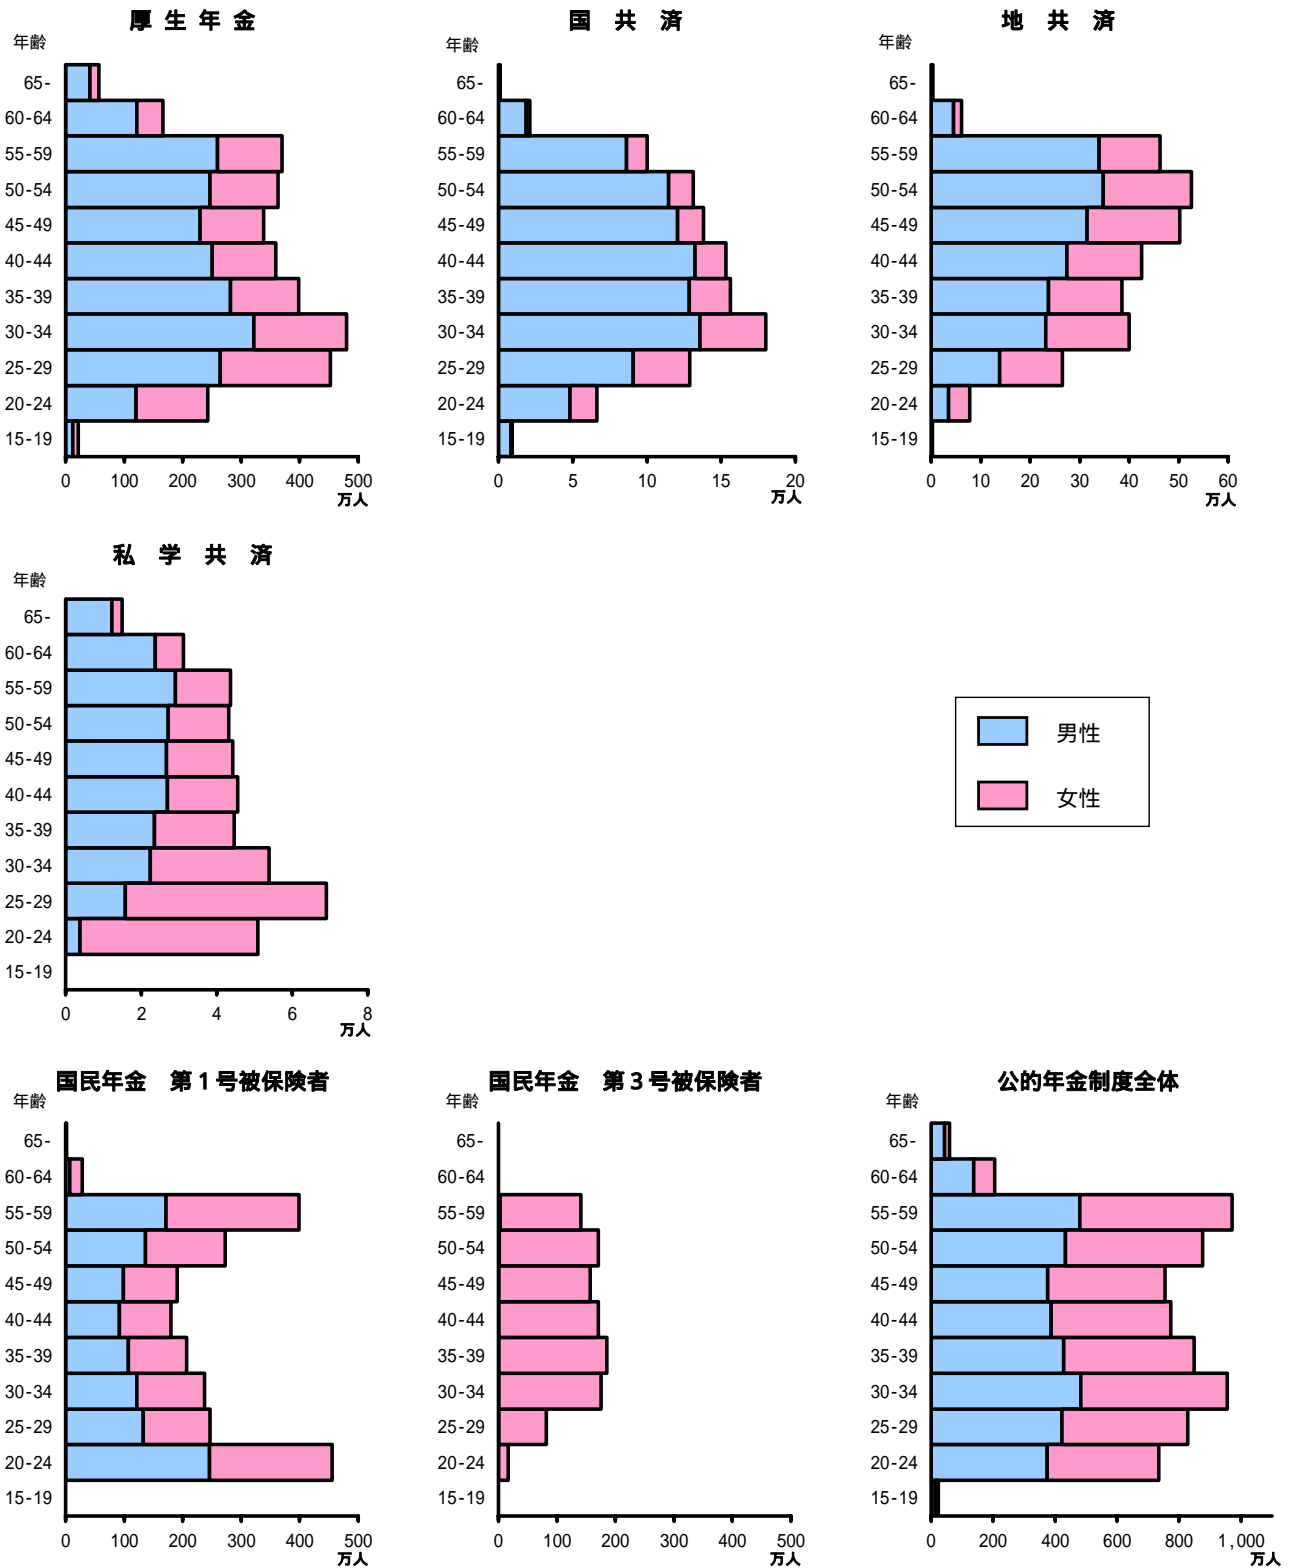 厚 生 年 金
年齢
65-
60-64
55-59
50-54
45-49
40-44
35-39
30-34
25-29
20-24
15-19
0 100 200 300 400 500
万人
国 共 済
年齢
65-
60-64
55-59
50-54
45-49
40-44
35-39
30-34
25-29
20-24
15-19
0 5 10 15 20
万人
地 共 済
年齢
65-
60-64
55-59
50-54
45-49
40-44
35-39
30-34
25-29
20-24
15-19
0 10 20 30 40 50 60
万人
私 学 共 済
年齢
65-
60-64
55-59
50-54
45-49
40-44
35-39
30-34
25-29
20-24
15-19
0 2 4 6 8
万人
男性
女性
国民年金 第1号被保険者
年齢
65-
60-64
55-59
50-54
45-49
40-44
35-39
30-34
25-29
20-24
15-19
0 100 200 300 400 500
万人
国民年金 第3号被保険者
年齢
65-
60-64
55-59
50-54
45-49
40-44
35-39
30-34
25-29
20-24
15-19
0 100 200 300 400 500
万人
公的年金制度全体
年齢
65-
60-64
55-59
50-54
45-49
40-44
35-39
30-34
25-29
20-24
15-19
0 200 400 600 800 1,000
万人